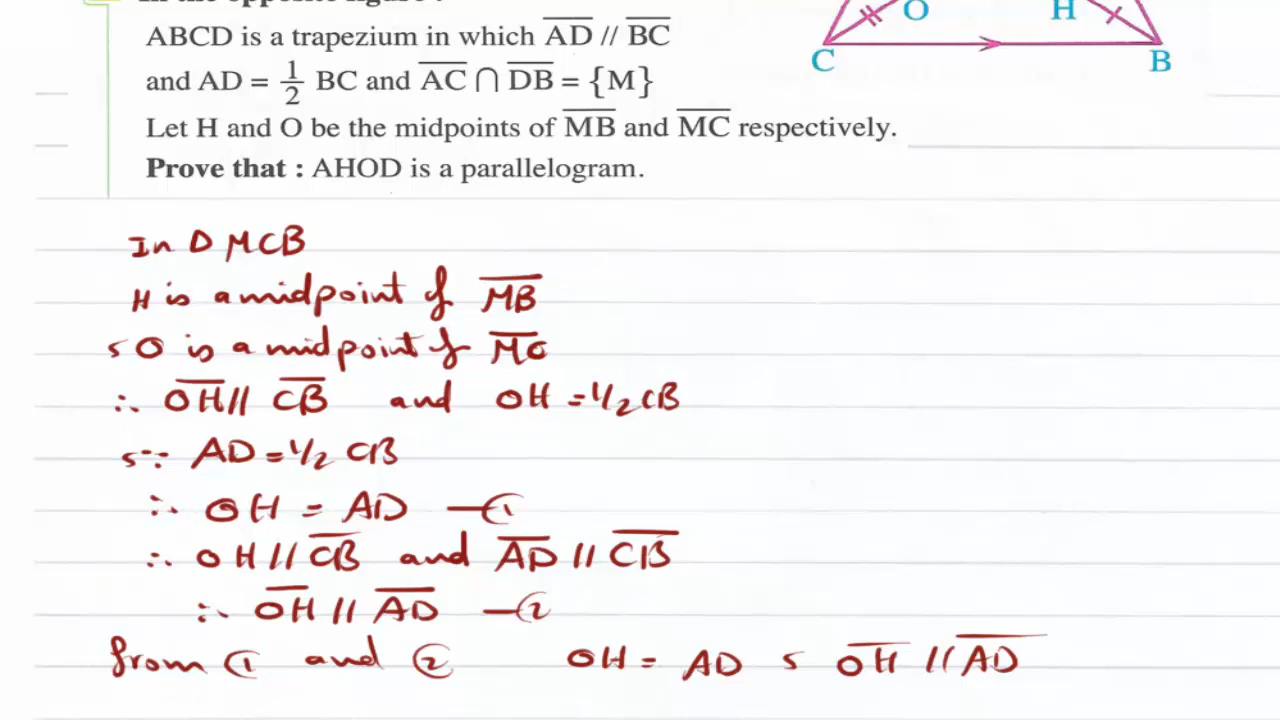 O H
C B
ABCD is a trapezium in which AD // BC
and AD = 1/2 BC and AC ∩ DB = {M}
Let H and O be the midpoints of MB and MC respectively.
Prove that : AHOD is a parallelogram.
In Δ MCB
H is a midpoint of MB
, O is a midpoint of MC
∴ OH // CB and OH = 1/2 CB
, ∵ AD = 1/2 CB
∴ OH = AD —①
∴ OH // CB and AD // CB
∴ OH // AD —②
from ① and ② OH = AD , OH // AD